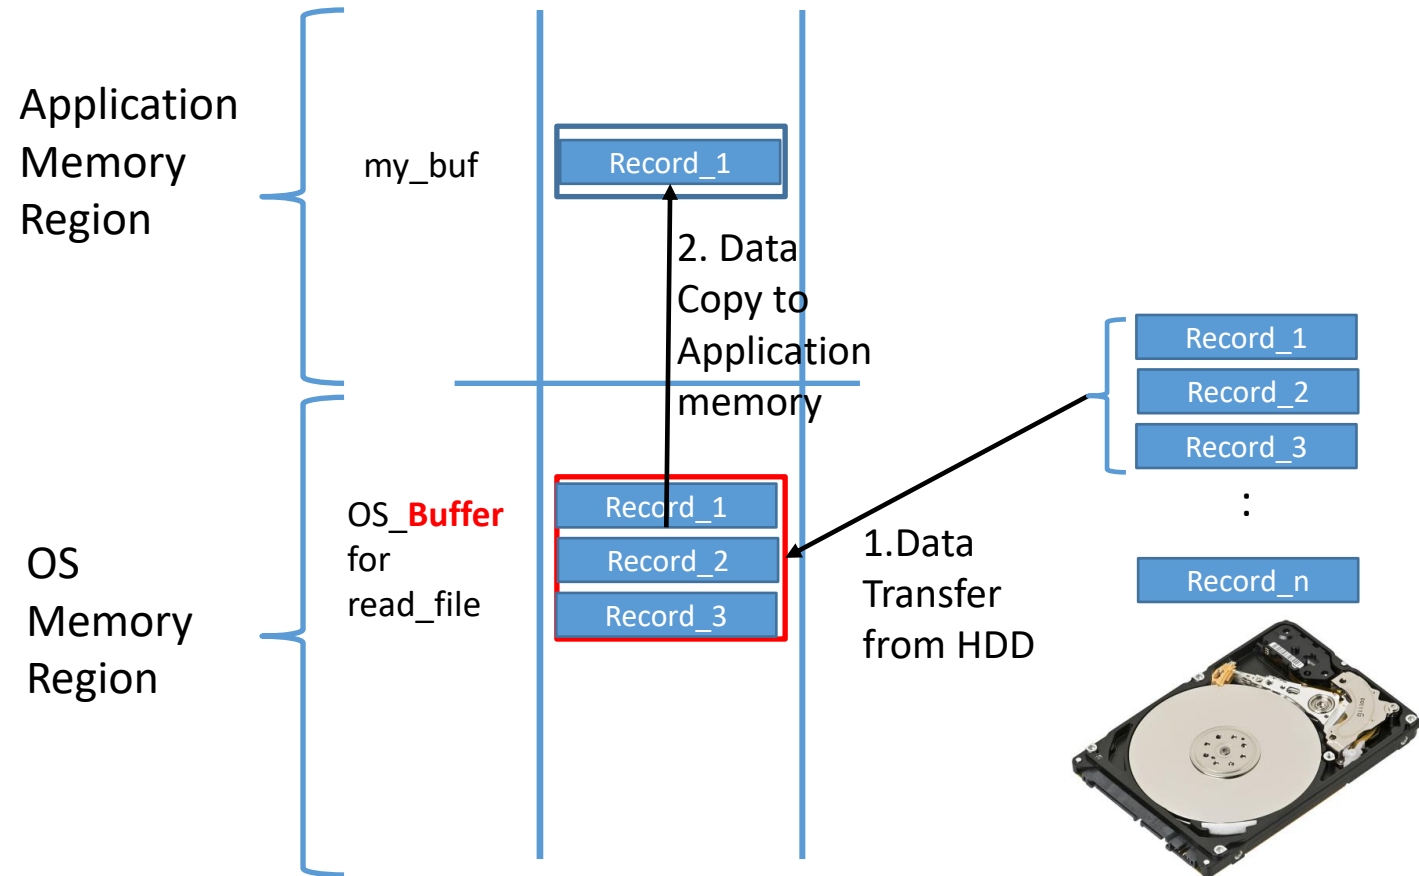 Application
Memory
Region
my_buf
Record_1
2. Data
Copy to
Application
memory
Record_1
Record_2
Record_3
:
Record_n
OS
Memory
Region
OS_Buffer
for
read_file
Record_1
Record_2
Record_3
1.Data
Transfer
from HDD